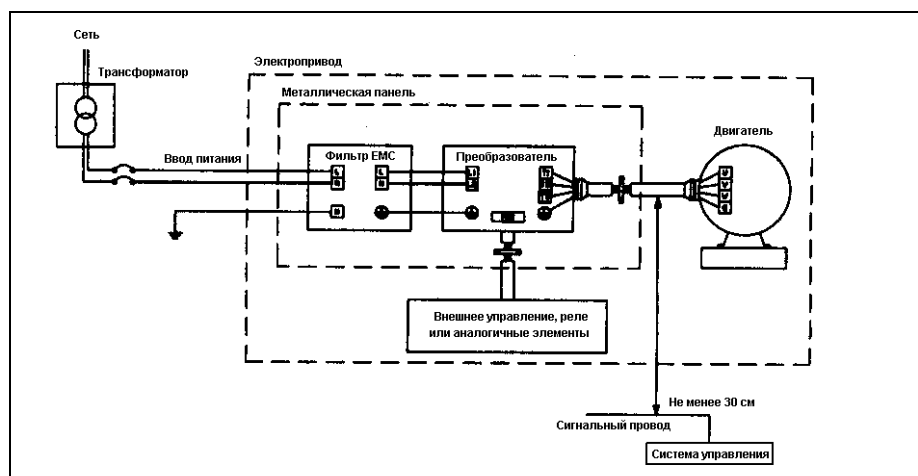 Сеть
Трансформатор
Электропривод
Металлическая панель
Двигатель
Ввод питания
Фильтр ЕМС
Преобразователь
Внешнее управление, реле
или аналогичные элементы
Не менее 30 см
Сигнальный провод
Система управления